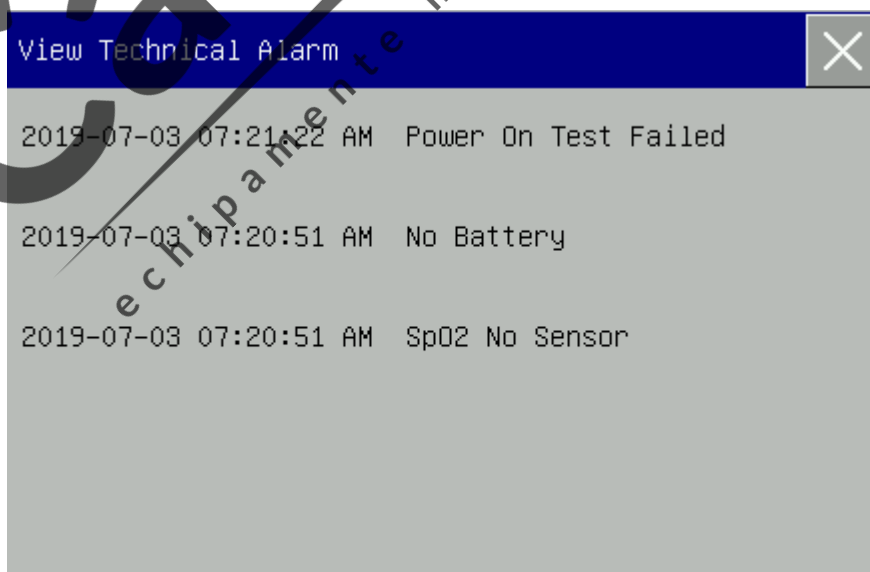 View Technical Alarm
2019-07-03 07:21:22 AM Power On Test Failed
2019-07-03 07:20:51 AM No Battery
2019-07-03 07:20:51 AM SpO2 No Sensor
echipamente